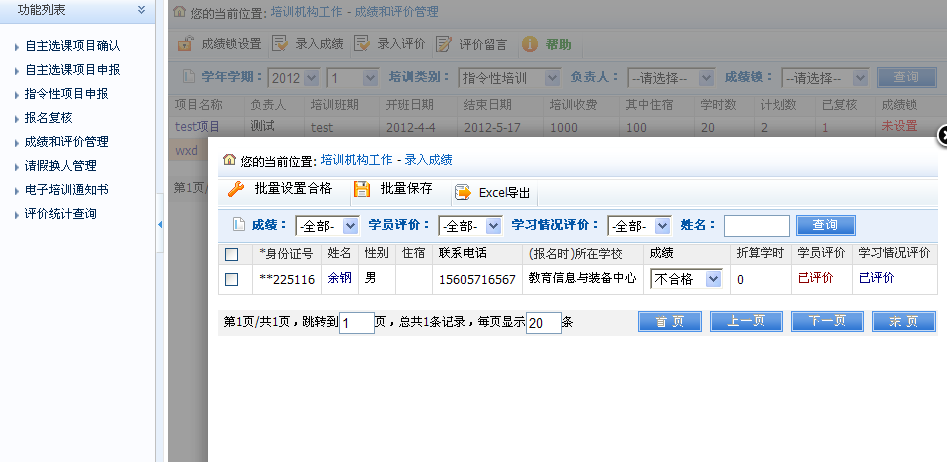 功能列表
自主选课项目确认
自主选课项目申报
指令性项目申报
报名复核
成绩和评价管理
请假换人管理
电子培训通知书
评价统计查询
您的当前位置: 培训机构工作 - 成绩和评价管理
成绩锁设置 录入成绩 录入评价 评价留言 帮助
学年学期： 2012 1 培训类别： 指令性培训 负责人： --请选择-- 成绩锁： --请选择-- 查询
项目名称 负责人 培训班期 开班日期 结束日期 培训收费 其中住宿 学时数 计划数 已复核 成绩锁
test项目 测试 test 2012-4-4 2012-5-17 1000 100 20 2 1 未设置
wxd
第1页/
您的当前位置: 培训机构工作 - 录入成绩
批量设置合格 批量保存 Excel导出
成绩： -全部- 学员评价： -全部- 学习情况评价： -全部- 姓名： 查询
*身份证号 姓名 性别 住宿 联系电话 (报名时)所在学校 成绩 折算学时 学员评价 学习情况评价
**225116 余钢 男 15605716567 教育信息与装备中心 不合格 0 已评价 已评价
第1页/共1页，跳转到 1 页，总共1条记录，每页显示 20 条 首 页 上一页 下一页 末 页